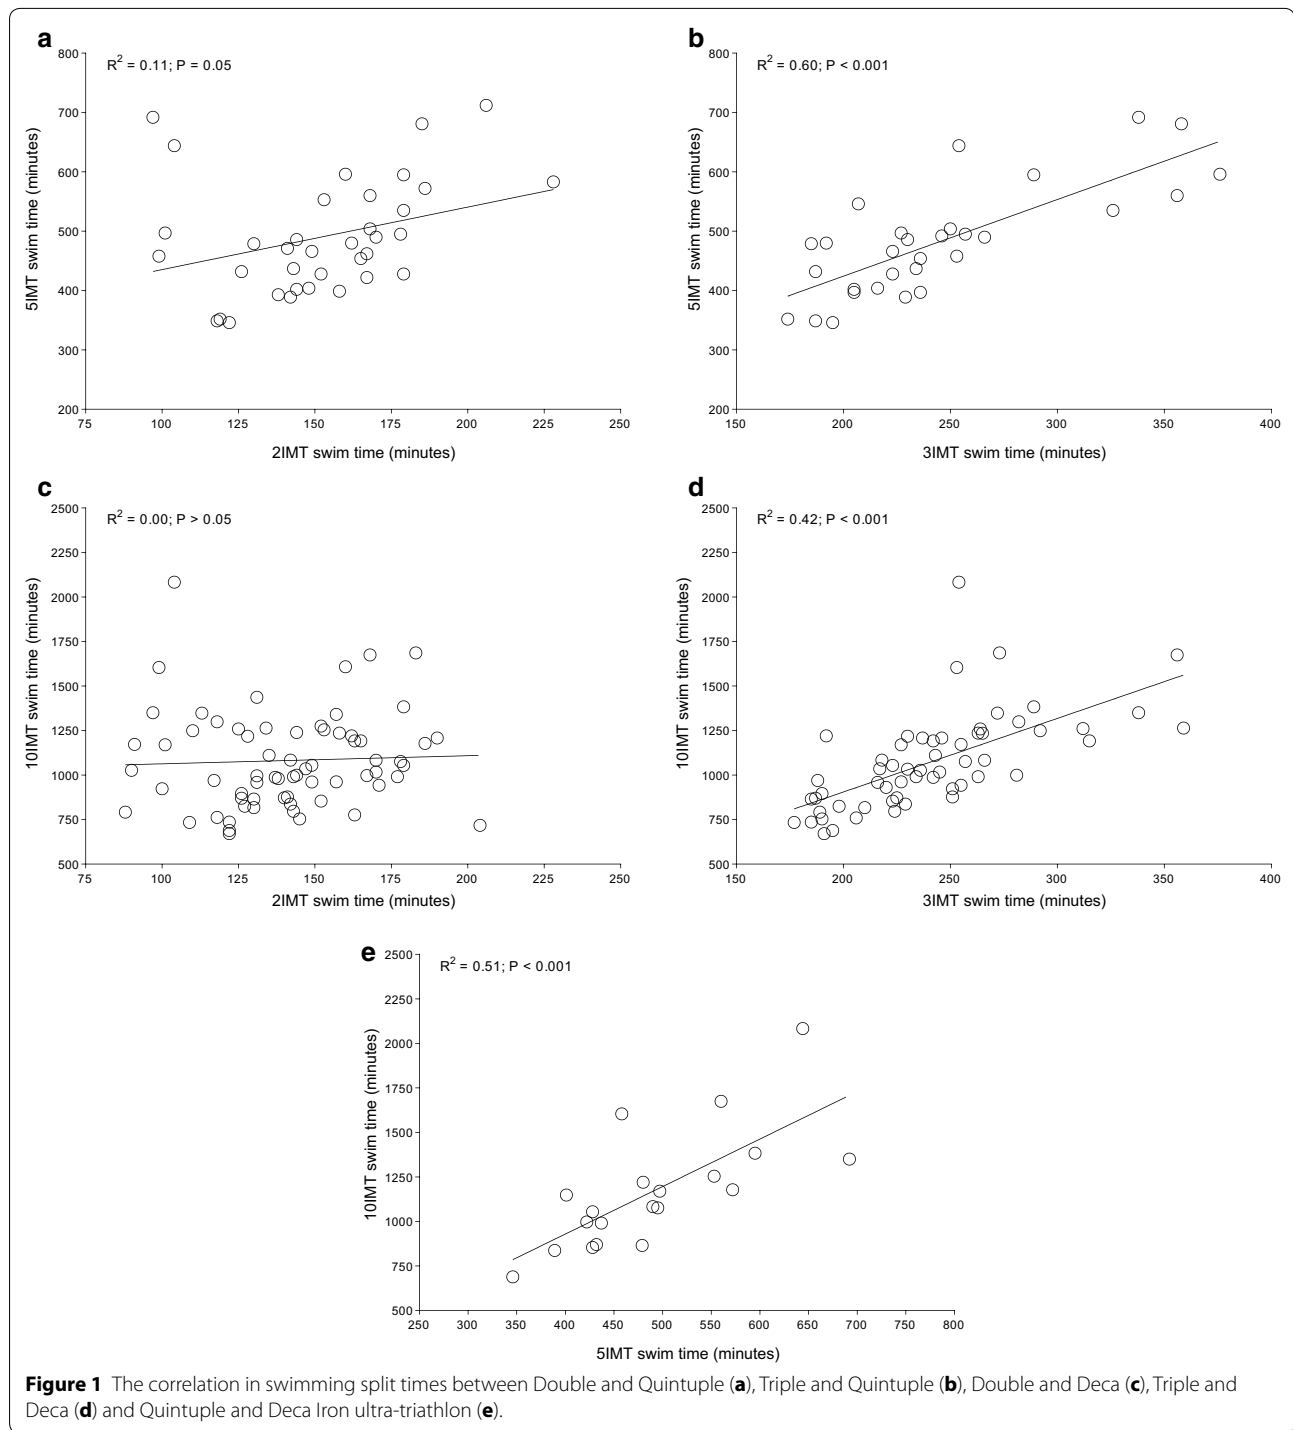 a
R2 = 0.11; P = 0.05
800
700
600
500
400
300
200
5IMT swim time (minutes)
75 100 125 150 175 200 225 250
2IMT swim time (minutes)
b
R2 = 0.60; P < 0.001
800
700
600
500
400
300
200
5IMT swim time (minutes)
150 200 250 300 350 400
3IMT swim time (minutes)
c
R2 = 0.00; P > 0.05
2500
2250
2000
1750
1500
1250
1000
750
500
10IMT swim time (minutes)
75 100 125 150 175 200 225 250
2IMT swim time (minutes)
d
R2 = 0.42; P < 0.001
2500
2250
2000
1750
1500
1250
1000
750
500
10IMT swim time (minutes)
150 200 250 300 350 400
3IMT swim time (minutes)
e
R2 = 0.51; P < 0.001
2500
2250
2000
1750
1500
1250
1000
750
500
10IMT swim time (minutes)
250 300 350 400 450 500 550 600 650 700 750 800
5IMT swim time (minutes)
Figure 1 The correlation in swimming split times between Double and Quintuple (a), Triple and Quintuple (b), Double and Deca (c), Triple and
Deca (d) and Quintuple and Deca Iron ultra-triathlon (e).